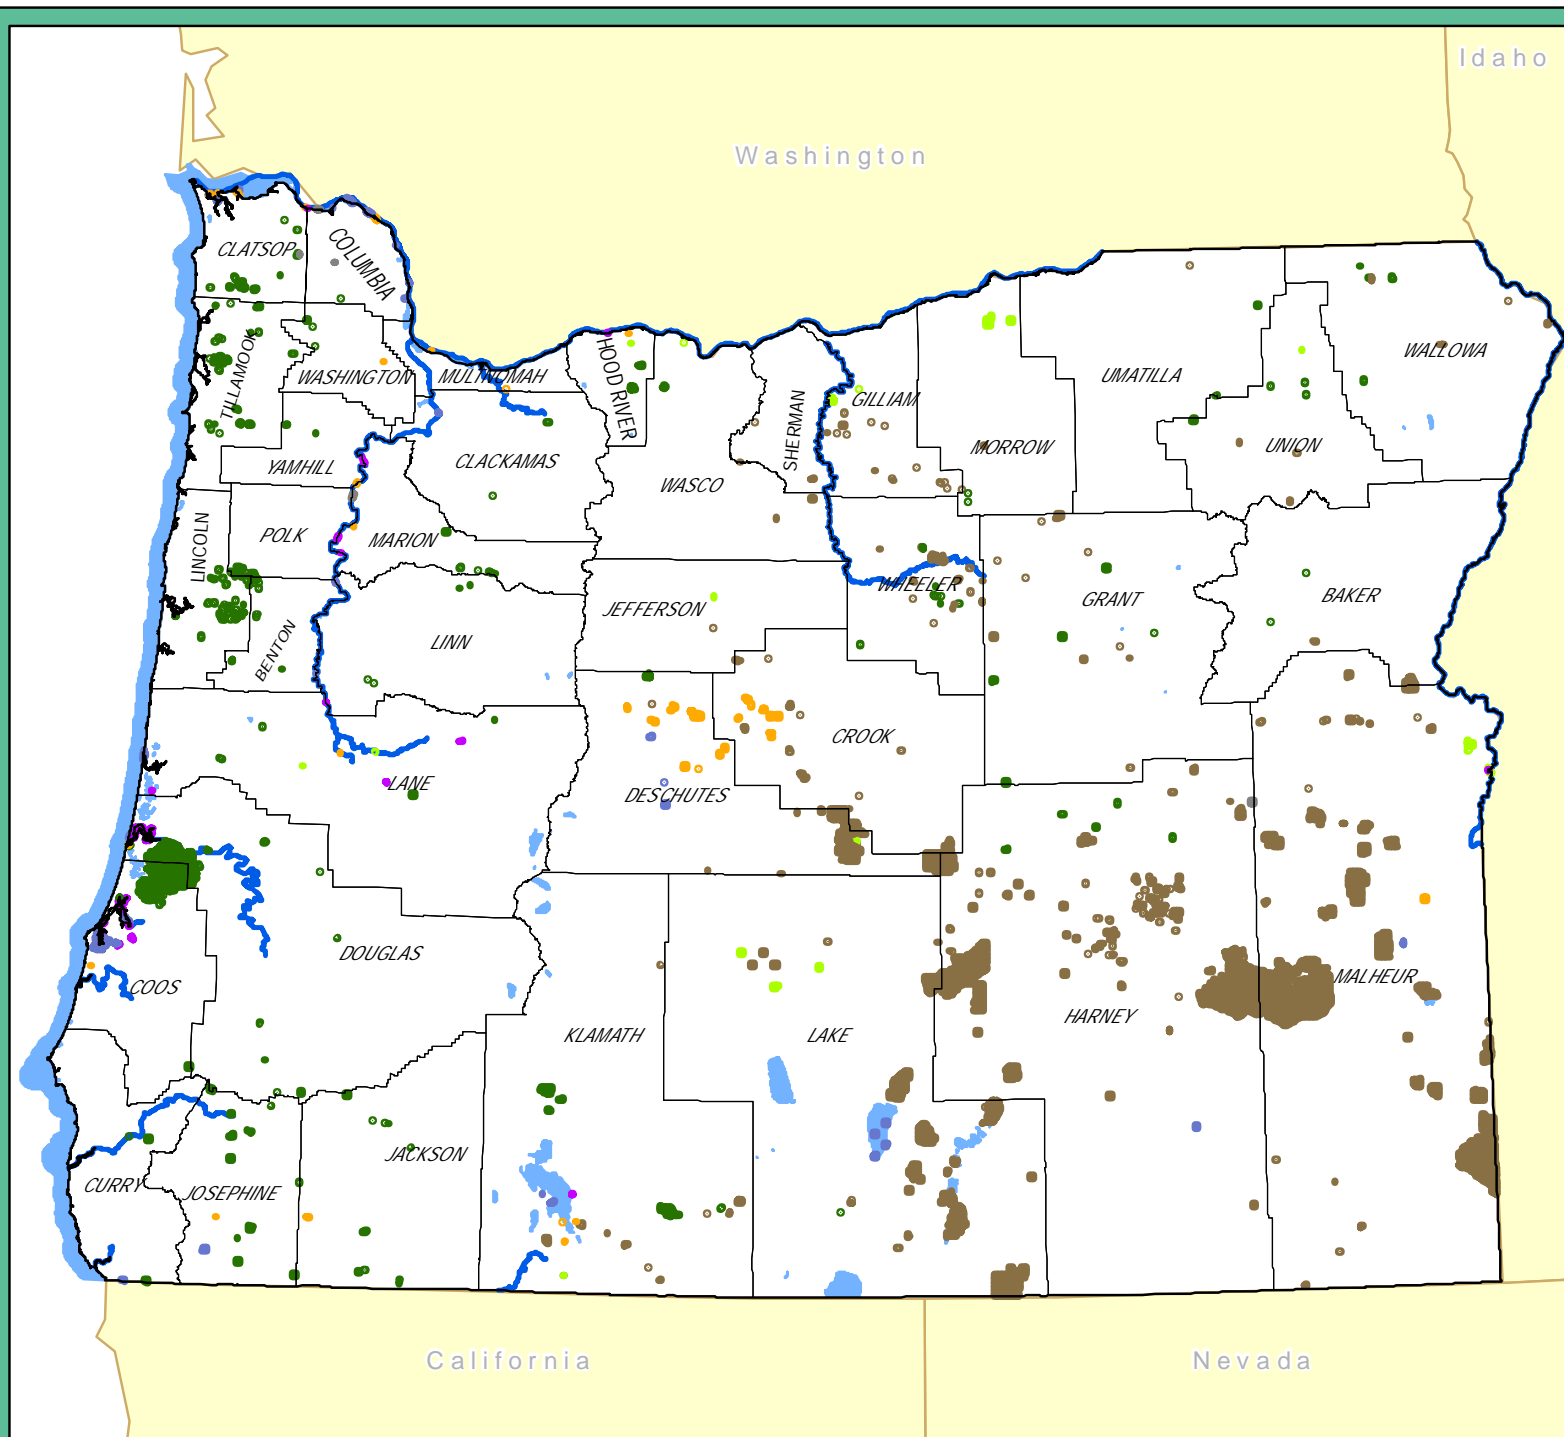 Idaho
Washington
CLATSOP
COLUMBIA
TILLAMOOK
WASHINGTON
MULTNOMAH
HOOD RIVER
SHERMAN
GILLIAM
MORROW
UMATILLA
UNION
WALLOWA
YAMHILL
CLACKAMAS
WASCO
LINCOLN
POLK
MARION
BENTON
LINN
JEFFERSON
WHEELER
GRANT
BAKER
LANE
DESCHUTES
CROOK
DOUGLAS
COOS
KLAMATH
LAKE
HARNEY
MALHEUR
CURRY
JOSEPHINE
JACKSON
California
Nevada